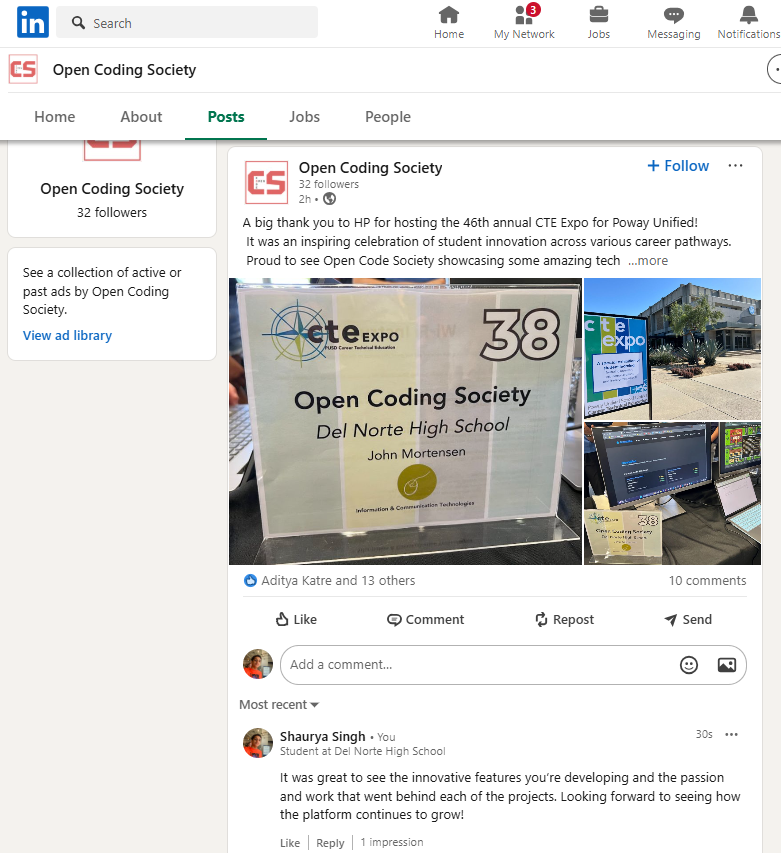 in
Search
3
Home
My Network
Jobs
Messaging
Notifications
CS
Open Coding Society
Home
About
Posts
Jobs
People
Open Coding Society
32 followers
See a collection of active or
past ads by Open Coding
Society.
View ad library
CS
Open Coding Society
32 followers
2h •
+ Follow
A big thank you to HP for hosting the 46th annual CTE Expo for Poway Unified!
It was an inspiring celebration of student innovation across various career pathways.
Proud to see Open Code Society showcasing some amazing tech ...more
cte EXPO
PUSD Career Technical Education
38
Open Coding Society
Del Norte High School
John Mortensen
Information & Communication Technologies
cte
expo
38
Open Coding Society
Aditya Katre and 13 others
10 comments
Like
Comment
Repost
Send
Add a comment...
Most recent
Shaurya Singh • You
30s
Student at Del Norte High School
It was great to see the innovative features you're developing and the passion
and work that went behind each of the projects. Looking forward to seeing how
the platform continues to grow!
Like
Reply
1 impression